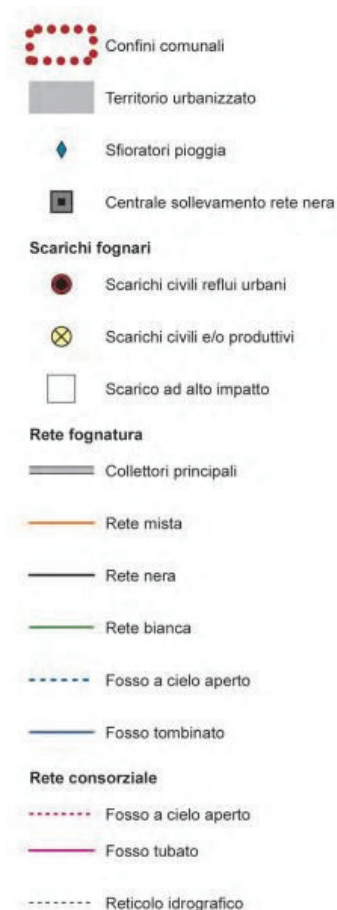 Confini comunali
Territorio urbanizzato
Sfioratori pioggia
Centrale sollevamento rete nera
Scarichi fognari
Scarichi civili reflui urbani
Scarichi civili e/o produttivi
Scarico ad alto impatto
Rete fognatura
Collettori principali
Rete mista
Rete nera
Rete bianca
Fosso a cielo aperto
Fosso tombinato
Rete consorziale
Fosso a cielo aperto
Fosso tubato
Reticolo idrografico